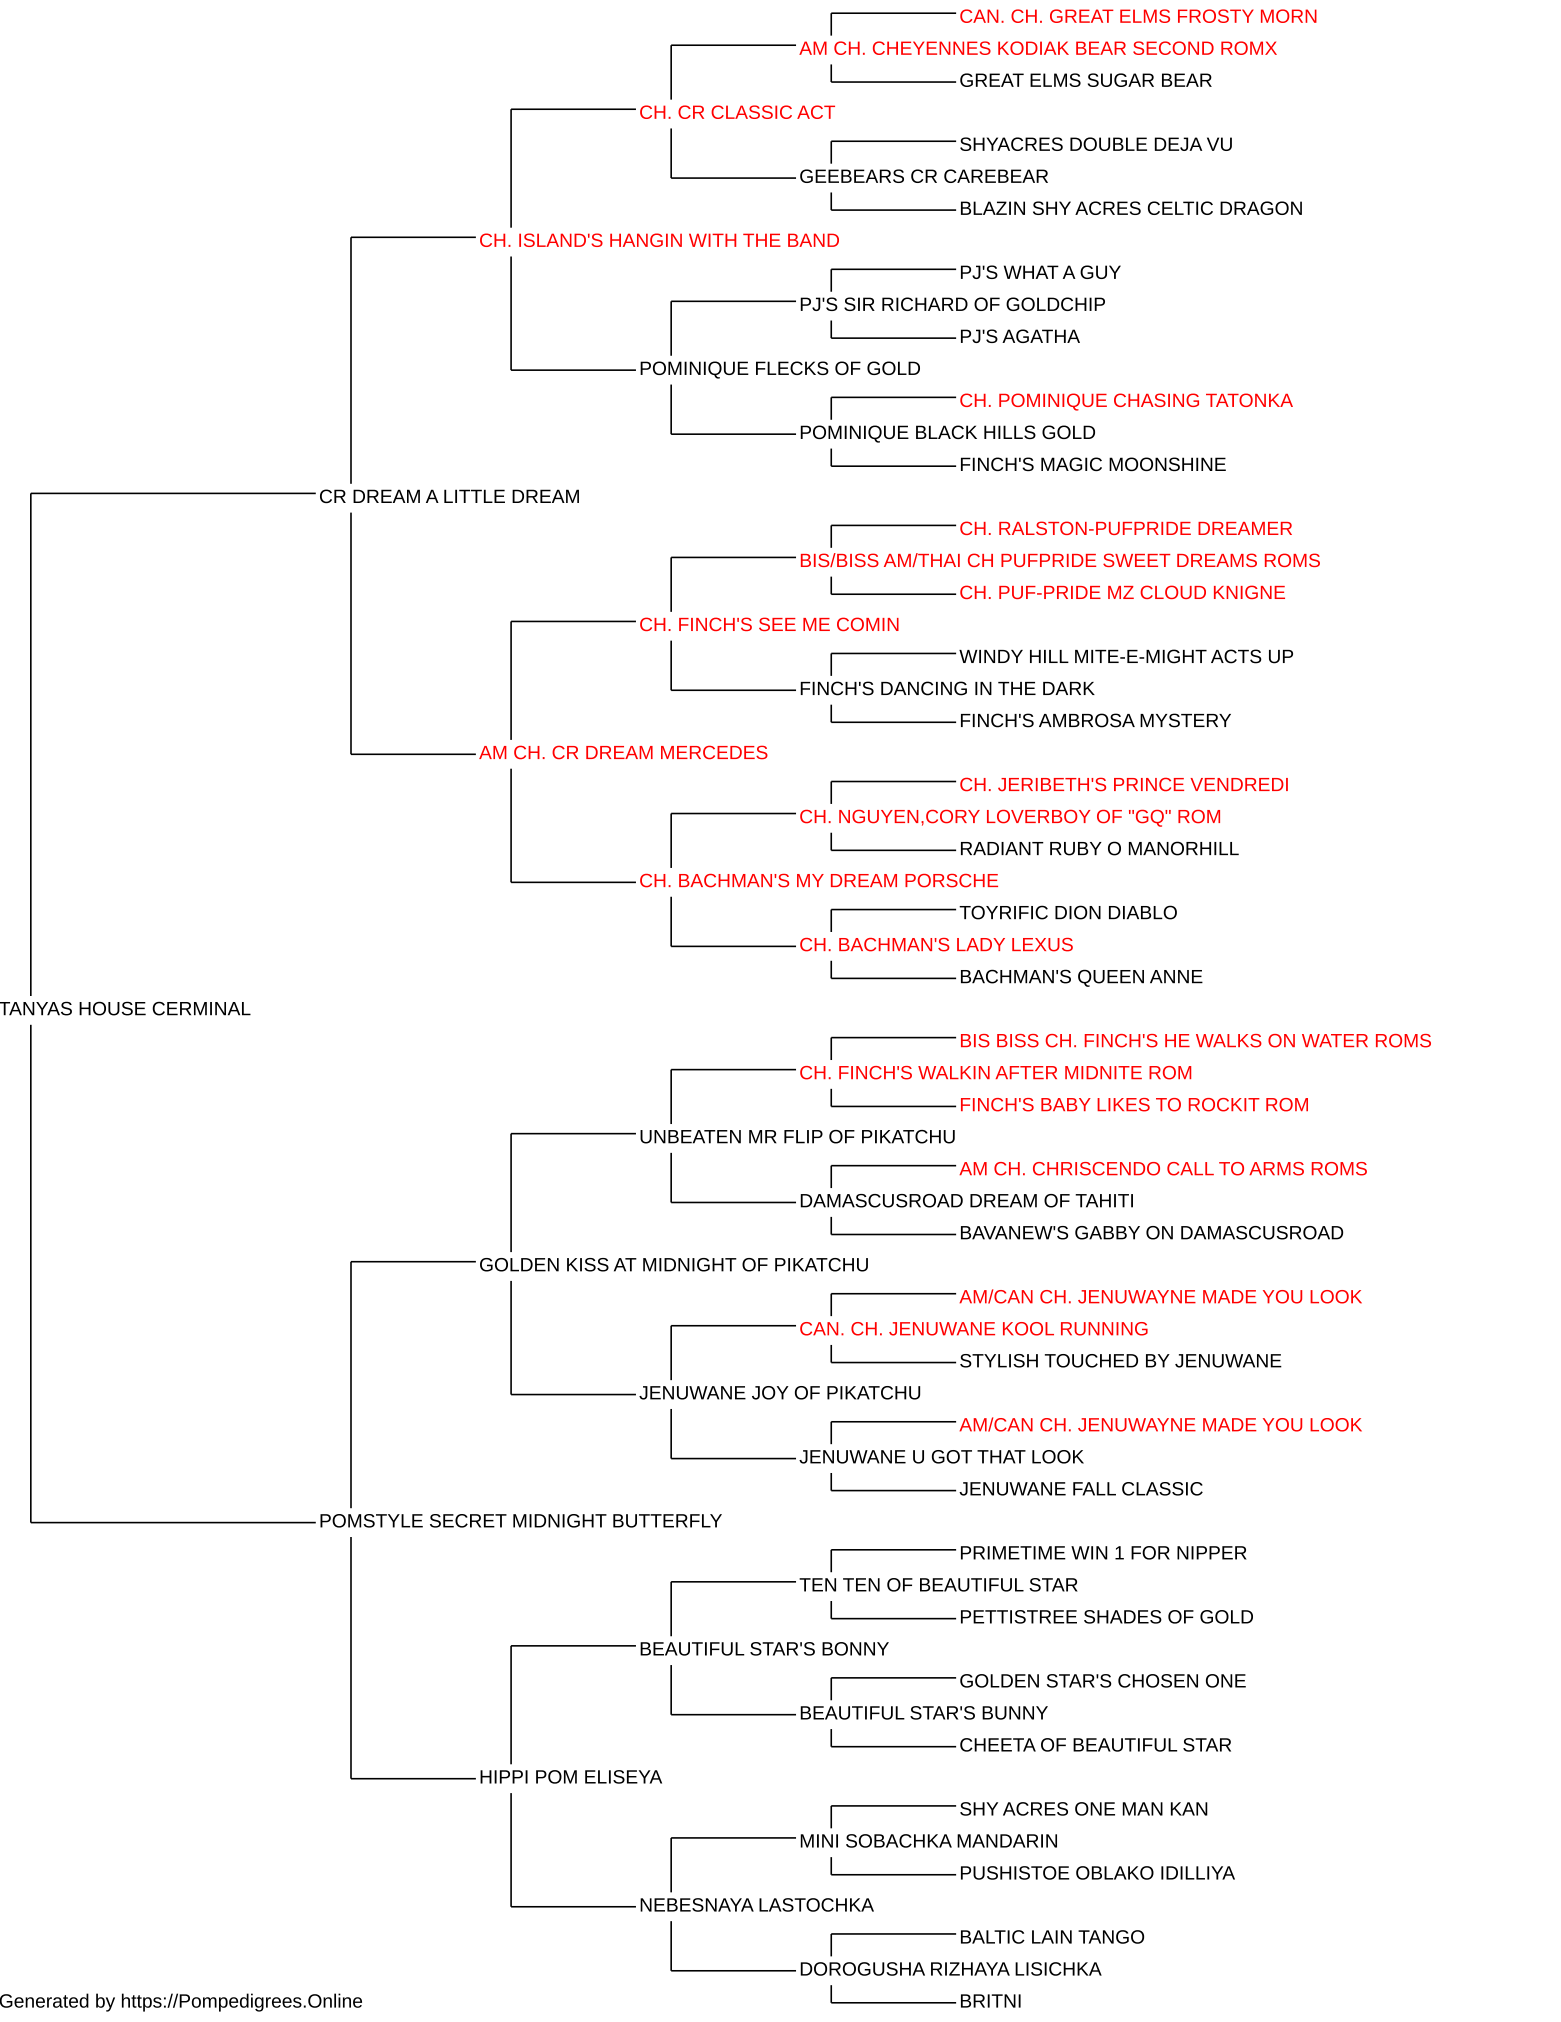 CAN. CH. GREAT ELMS FROSTY MORN
AM CH. CHEYENNES KODIAK BEAR SECOND ROMX
GREAT ELMS SUGAR BEAR
CH. CR CLASSIC ACT
SHYACRES DOUBLE DEJA VU
GEEBEARS CR CAREBEAR
BLAZIN SHY ACRES CELTIC DRAGON
CH. ISLAND'S HANGIN WITH THE BAND
PJ'S WHAT A GUY
PJ'S SIR RICHARD OF GOLDCHIP
PJ'S AGATHA
POMINIQUE FLECKS OF GOLD
CH. POMINIQUE CHASING TATONKA
POMINIQUE BLACK HILLS GOLD
FINCH'S MAGIC MOONSHINE
CR DREAM A LITTLE DREAM
CH. RALSTON-PUFPRIDE DREAMER
BIS/BISS AM/THAI CH PUFPRIDE SWEET DREAMS ROMS
CH. PUF-PRIDE MZ CLOUD KNIGNE
CH. FINCH'S SEE ME COMIN
WINDY HILL MITE-E-MIGHT ACTS UP
FINCH'S DANCING IN THE DARK
FINCH'S AMBROSA MYSTERY
AM CH. CR DREAM MERCEDES
CH. JERIBETH'S PRINCE VENDREDI
CH. NGUYEN,CORY LOVERBOY OF "GQ" ROM
RADIANT RUBY O MANORHILL
CH. BACHMAN'S MY DREAM PORSCHE
TOYRIFIC DION DIABLO
CH. BACHMAN'S LADY LEXUS
BACHMAN'S QUEEN ANNE
TANYAS HOUSE CERMINAL
BIS BISS CH. FINCH'S HE WALKS ON WATER ROMS
CH. FINCH'S WALKIN AFTER MIDNITE ROM
FINCH'S BABY LIKES TO ROCKIT ROM
UNBEATEN MR FLIP OF PIKATCHU
AM CH. CHRISCENDO CALL TO ARMS ROMS
DAMASCUSROAD DREAM OF TAHITI
BAVANEW'S GABBY ON DAMASCUSROAD
GOLDEN KISS AT MIDNIGHT OF PIKATCHU
AM/CAN CH. JENUWAYNE MADE YOU LOOK
CAN. CH. JENUWANE KOOL RUNNING
STYLISH TOUCHED BY JENUWANE
JENUWANE JOY OF PIKATCHU
AM/CAN CH. JENUWAYNE MADE YOU LOOK
JENUWANE U GOT THAT LOOK
JENUWANE FALL CLASSIC
POMSTYLE SECRET MIDNIGHT BUTTERFLY
PRIMETIME WIN 1 FOR NIPPER
TEN TEN OF BEAUTIFUL STAR
PETTISTREE SHADES OF GOLD
BEAUTIFUL STAR'S BONNY
GOLDEN STAR'S CHOSEN ONE
BEAUTIFUL STAR'S BUNNY
CHEETA OF BEAUTIFUL STAR
HIPPI POM ELISEYA
SHY ACRES ONE MAN KAN
MINI SOBACHKA MANDARIN
PUSHISTOE OBLAKO IDILLIYA
NEBESNAYA LASTOCHKA
BALTIC LAIN TANGO
DOROGUSHA RIZHAYA LISICHKA
BRITNI
Generated by https://Pompedigrees.Online